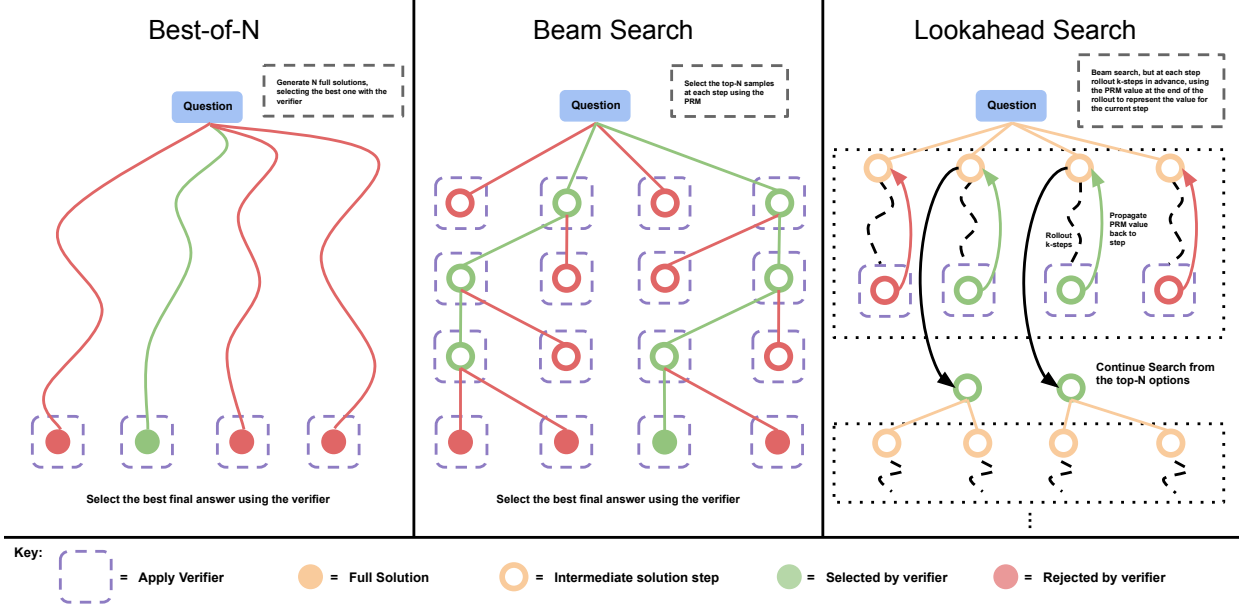 Best-of-N
Generate N full solutions,
selecting the best one with the
verifier
Question
Select the best final answer using the verifier
Beam Search
Select the top-N samples
at each step using the
PRM
Question
Select the best final answer using the verifier
Lookahead Search
Beam search, but at each step
rollout k-steps in advance, using
the PRM value at the end of the
rollout to represent the value for
the current step
Question
Rollout
k-steps
Propagate
PRM value
back to
step
Continue Search from
the top-N options
Key:
= Apply Verifier
= Full Solution
= Intermediate solution step
= Selected by verifier
= Rejected by verifier